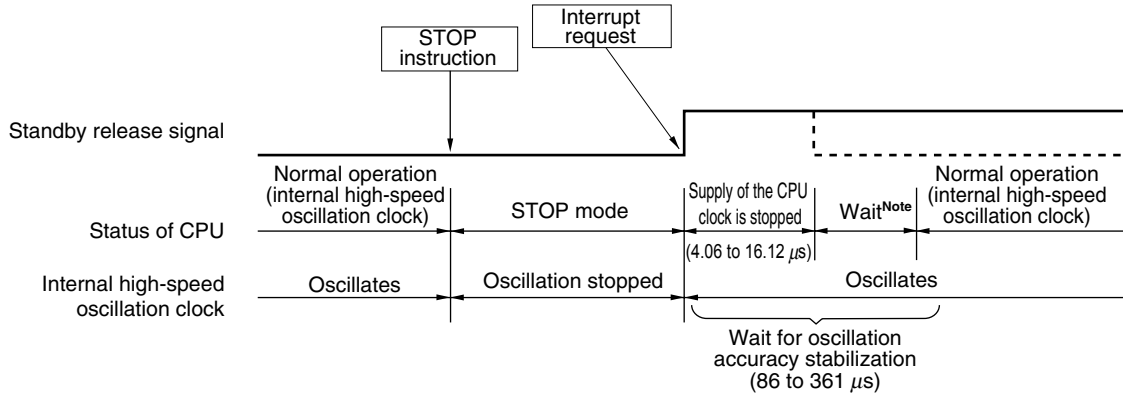 STOP
instruction
Interrupt
request
Standby release signal
Normal operation
(internal high-speed
oscillation clock)
STOP mode
Supply of the CPU
clock is stopped
(4.06 to 16.12 μs)
WaitNote
Normal operation
(internal high-speed
oscillation clock)
Status of CPU
Internal high-speed
oscillation clock
Oscillates
Oscillation stopped
Oscillates
Wait for oscillation
accuracy stabilization
(86 to 361 μs)